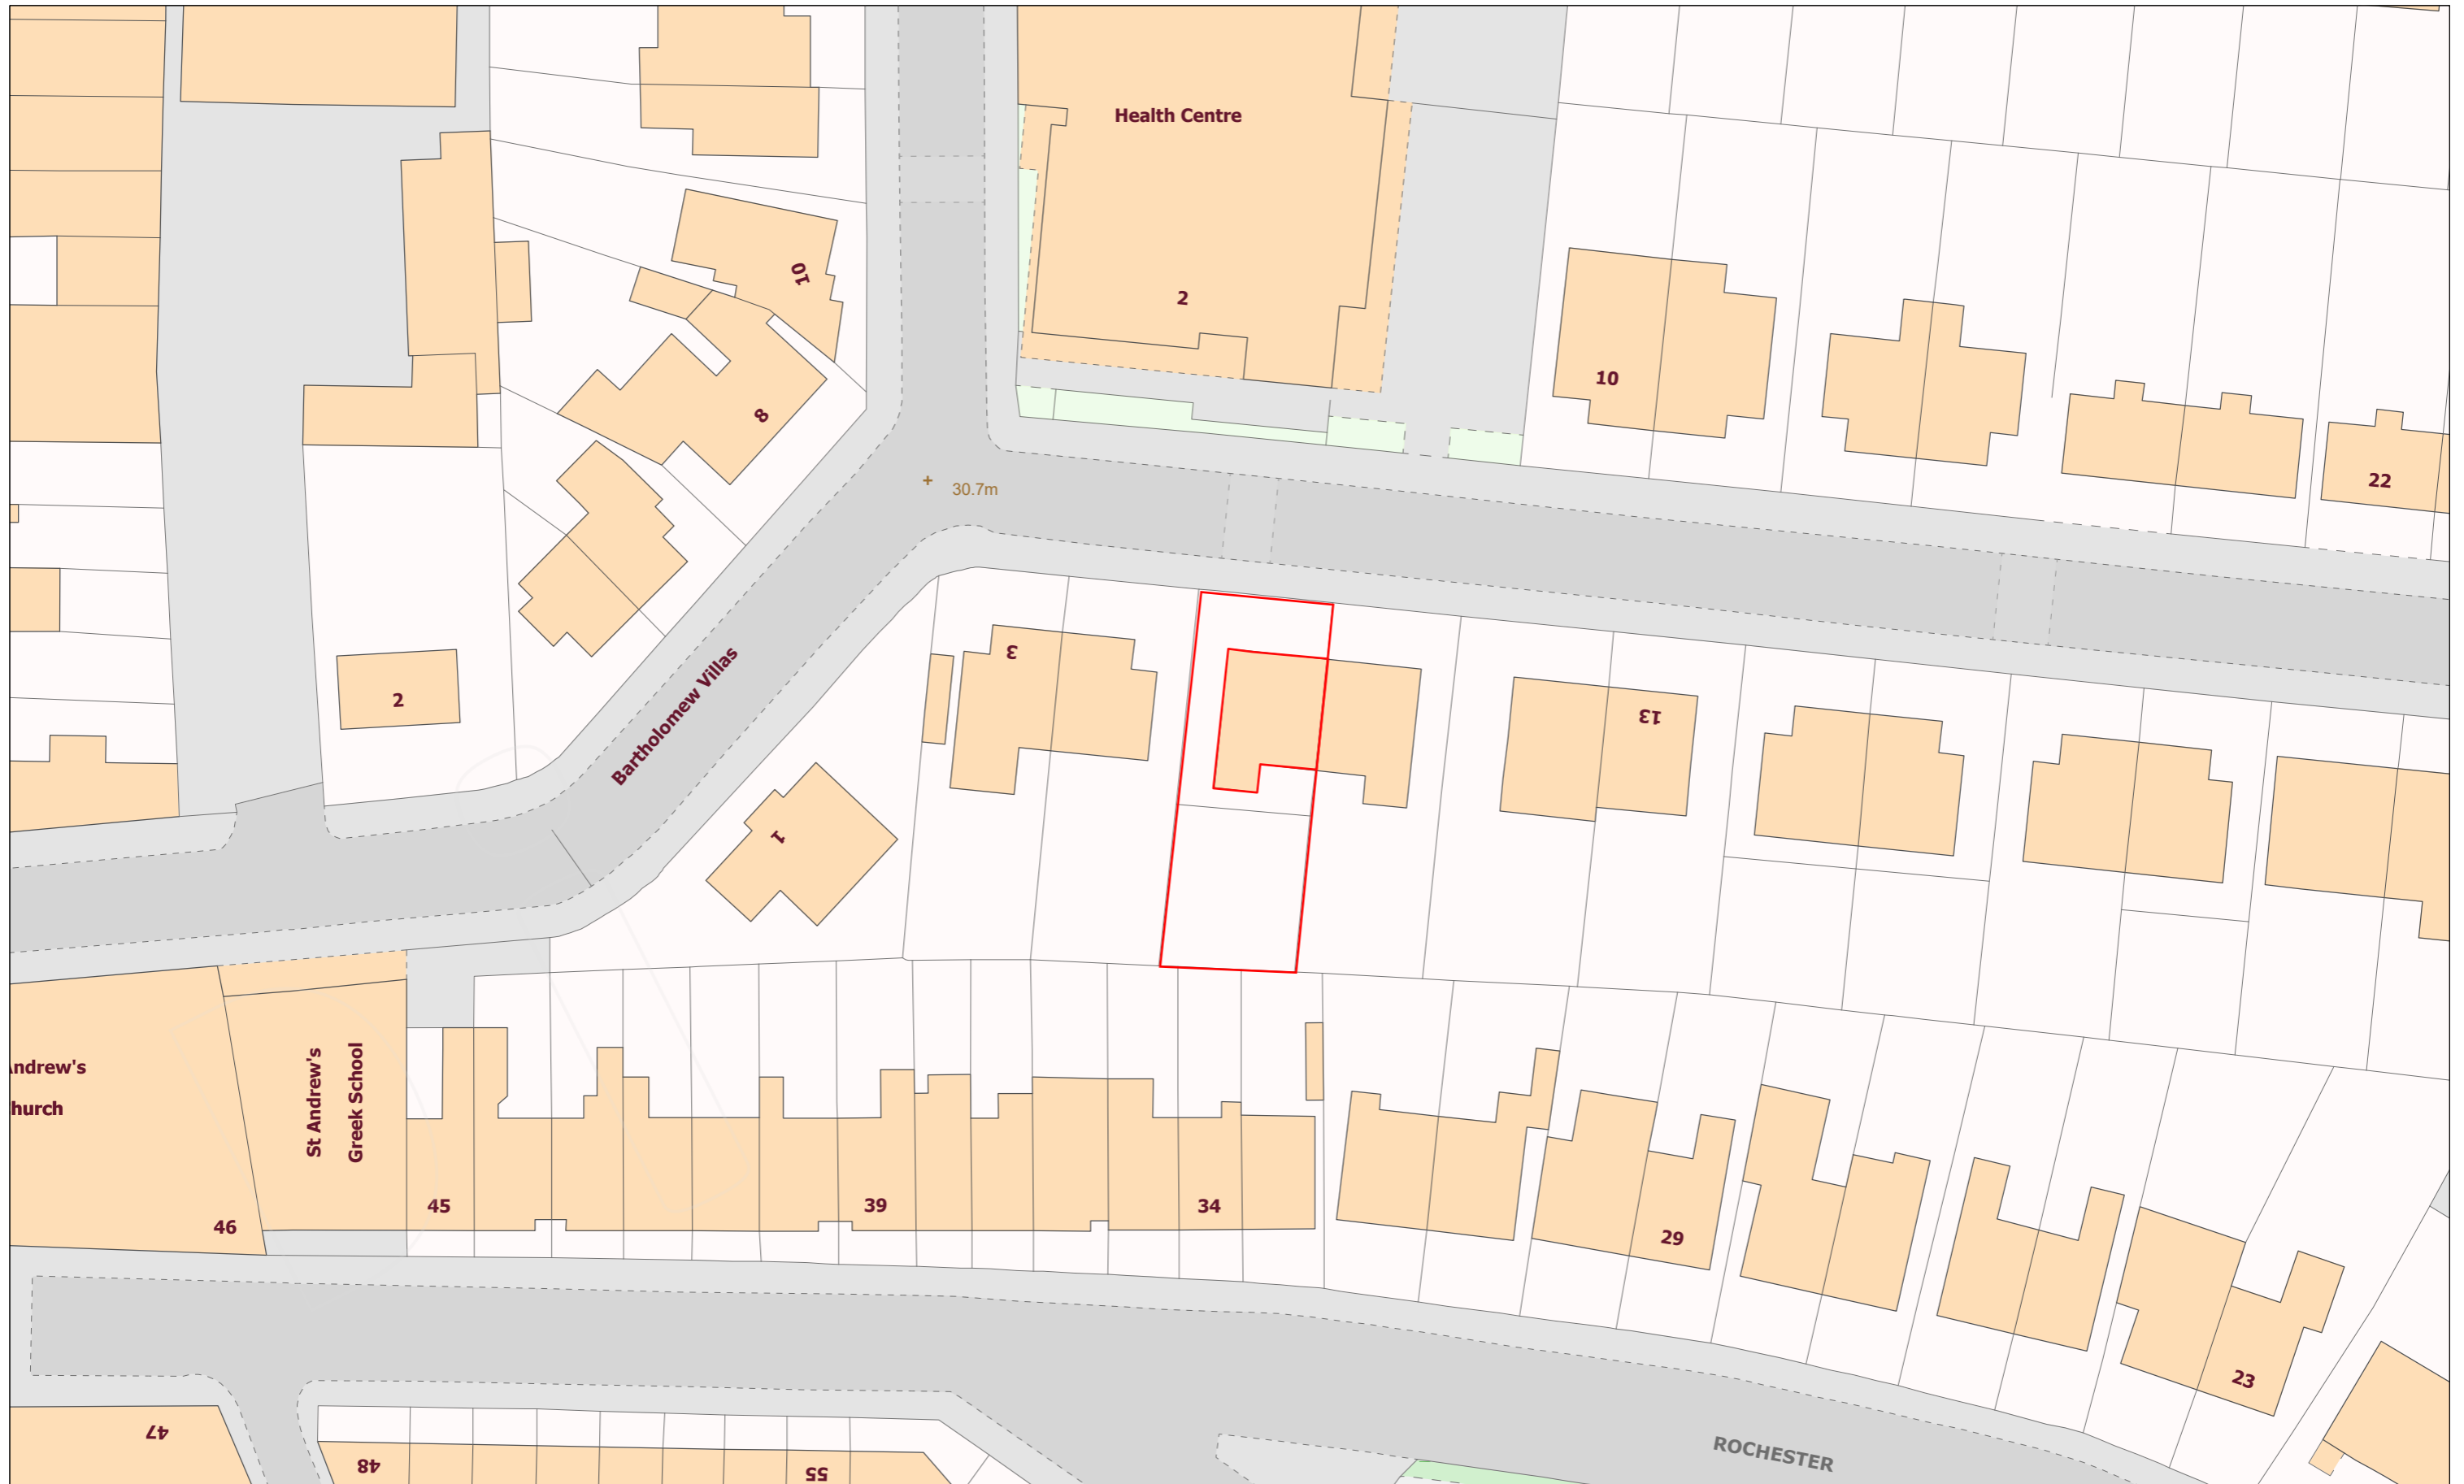 Health Centre
10
2
10
8
30.7m
22
3
2
Bartholomew Villas
13
1
Andrew's
hurch
St Andrew's
Greek School
45
39
34
46
29
23
47
48
55
ROCHESTER